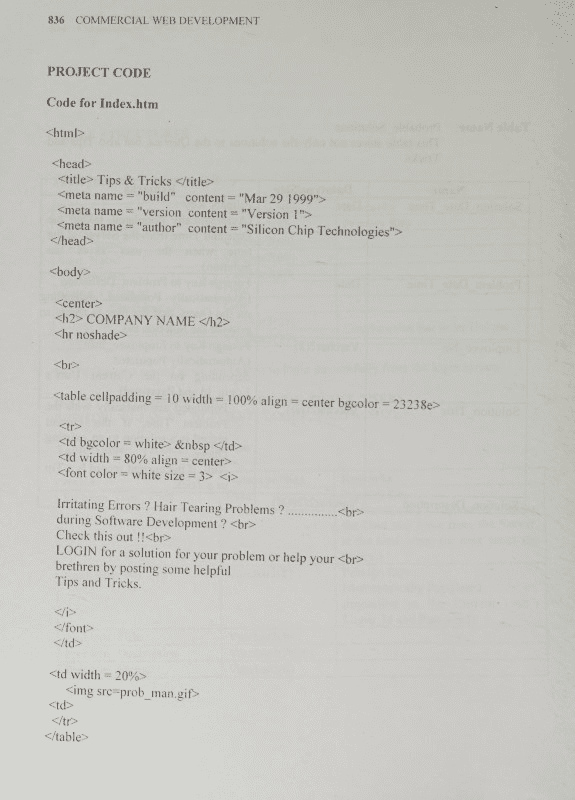 836 COMMERCIAL WEB DEVELOPMENT
PROJECT CODE
Code for Index.htm
<html>
<head>
<title> Tips & Tricks </title>
<meta name = "build" content = "Mar 29 1999">
<meta name = "version content = "Version 1">
<meta name = "author" content = "Silicon Chip Technologies">
</head>
<body>
<center>
<h2> COMPANY NAME </h2>
<hr noshade>
<br>
<table cellpadding = 10 width = 100% align = center bgcolor = 23238e>
<tr>
<td bgcolor = white> &nbsp </td>
<td width = 80% align = center>
<font color = white size = 3> <i>
Irritating Errors ? Hair Tearing Problems ? ...............<br>
during Software Development ? <br>
Check this out !!<br>
LOGIN for a solution for your problem or help your <br>
brethren by posting some helpful
Tips and Tricks.
</i>
</font>
</td>
<td width = 20%>
<img src=prob_man.gif>
<td>
</tr>
</table>